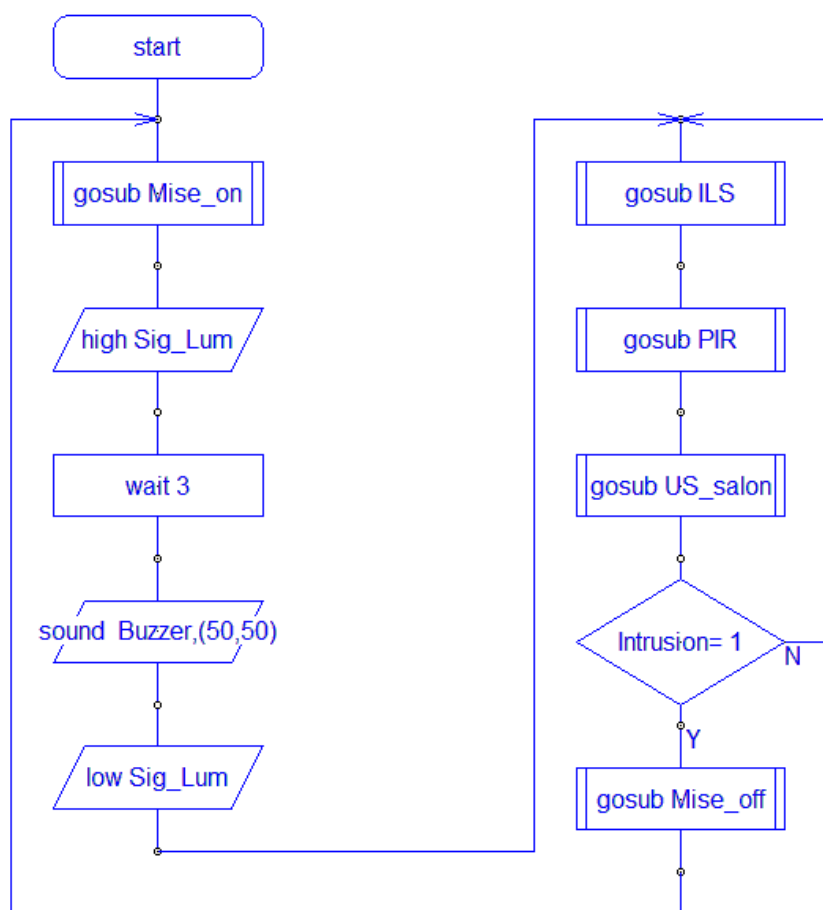 start
gosub Mise_on
high Sig_Lum
wait 3
sound  Buzzer,(50,50)
low Sig_Lum
gosub ILS
gosub PIR
gosub US_salon
Intrusion= 1
N
Y
gosub Mise_off